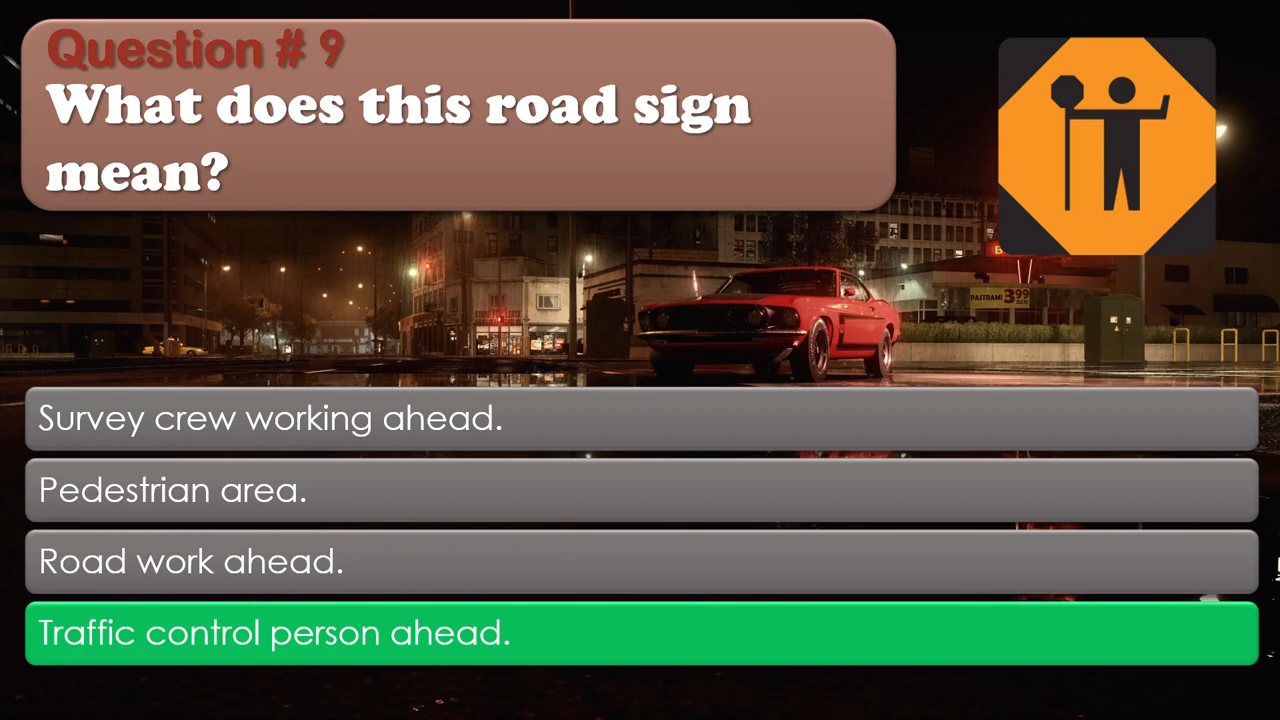 Question # 9
What does this road sign
mean?
PASTRAMI 3.99
Survey crew working ahead.
Pedestrian area.
Road work ahead.
Traffic control person ahead.